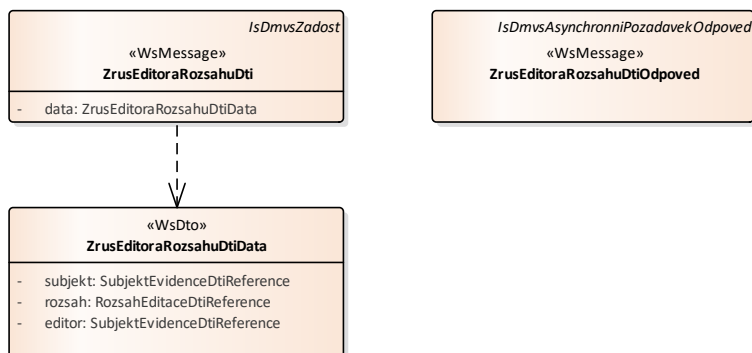 IsDmvsZadost
«WsMessage»
ZrusEditoraRozsahuDti
- data: ZrusEditoraRozsahuDtiData
IsDmvsAsynchronniPozadavekOdpoved
«WsMessage»
ZrusEditoraRozsahuDtiOdpoved
«WsDto»
ZrusEditoraRozsahuDtiData
- subjekt: SubjektEvidenceDtiReference
- rozsah: RozsahEditaceDtiReference
- editor: SubjektEvidenceDtiReference